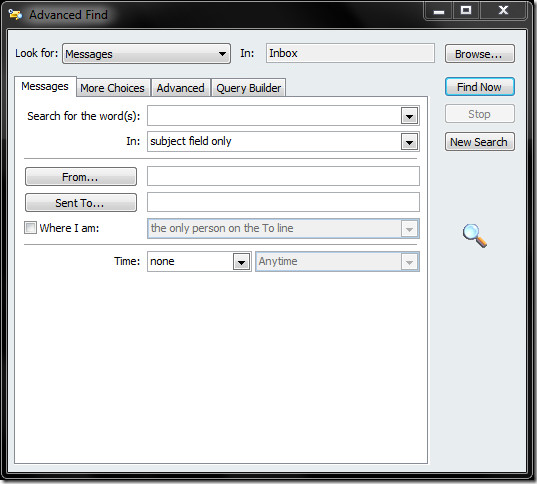 Advanced Find
Look for: Messages In: Inbox Browse...
Messages More Choices Advanced Query Builder Find Now
Search for the word(s): Stop
In: subject field only New Search
From...
Sent To...
Where I am: the only person on the To line
Time: none Anytime